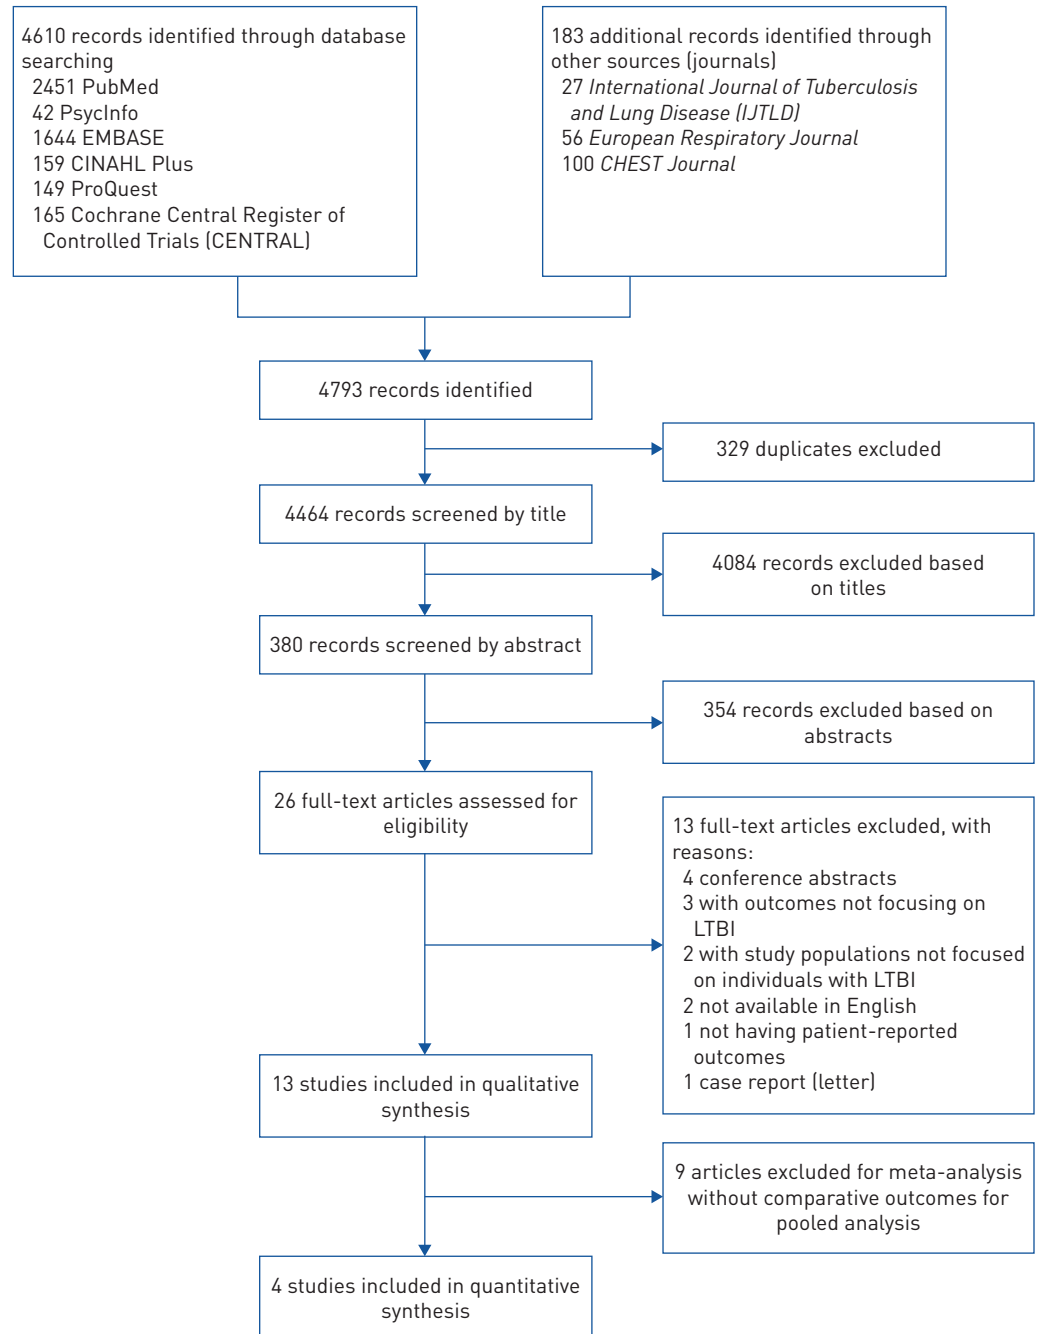 4610 records identified through database
searching
2451 PubMed
42 PsycInfo
1644 EMBASE
159 CINAHL Plus
149 ProQuest
165 Cochrane Central Register of
Controlled Trials (CENTRAL)
183 additional records identified through
other sources (journals)
27 International Journal of Tuberculosis
and Lung Disease (IJTLD)
56 European Respiratory Journal
100 CHEST Journal
4793 records identified
329 duplicates excluded
4464 records screened by title
4084 records excluded based
on titles
380 records screened by abstract
354 records excluded based on
abstracts
26 full-text articles assessed for
eligibility
13 full-text articles excluded, with
reasons:
4 conference abstracts
3 with outcomes not focusing on
LTBI
2 with study populations not focused
on individuals with LTBI
2 not available in English
1 not having patient-reported
outcomes
1 case report (letter)
13 studies included in qualitative
synthesis
9 articles excluded for meta-analysis
without comparative outcomes for
pooled analysis
4 studies included in quantitative
synthesis